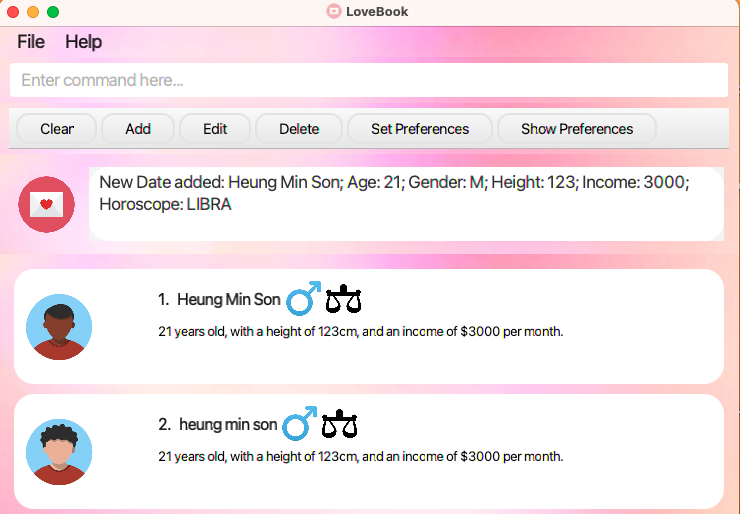 LoveBook
File Help
Enter command here...
Clear Add Edit Delete Set Preferences Show Preferences
New Date added: Heung Min Son; Age: 21; Gender: M; Height: 123; Income: 3000;
Horoscope: LIBRA
1. Heung Min Son
21 years old, with a height of 123cm, and an income of $3000 per month.
2. heung min son
21 years old, with a height of 123cm, and an income of $3000 per month.